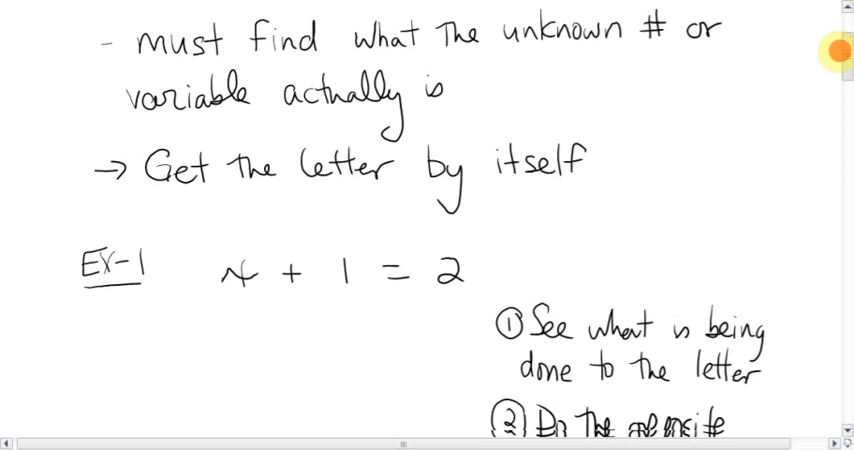 - must find what the unknown # or
variable actually is
→ Get the letter by itself
Ex-1 x + 1 = 2
① See what is being
done to the letter
② Do the opposite